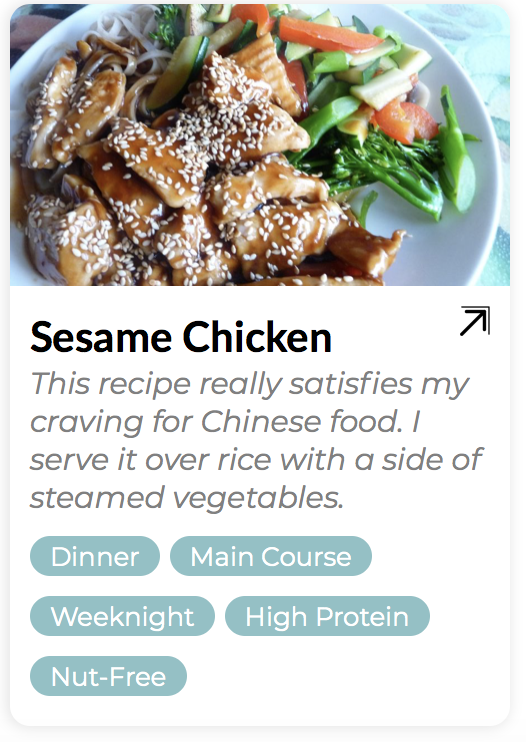 Sesame Chicken
This recipe really satisfies my
craving for Chinese food. I
serve it over rice with a side of
steamed vegetables.
Dinner Main Course
Weeknight High Protein
Nut-Free